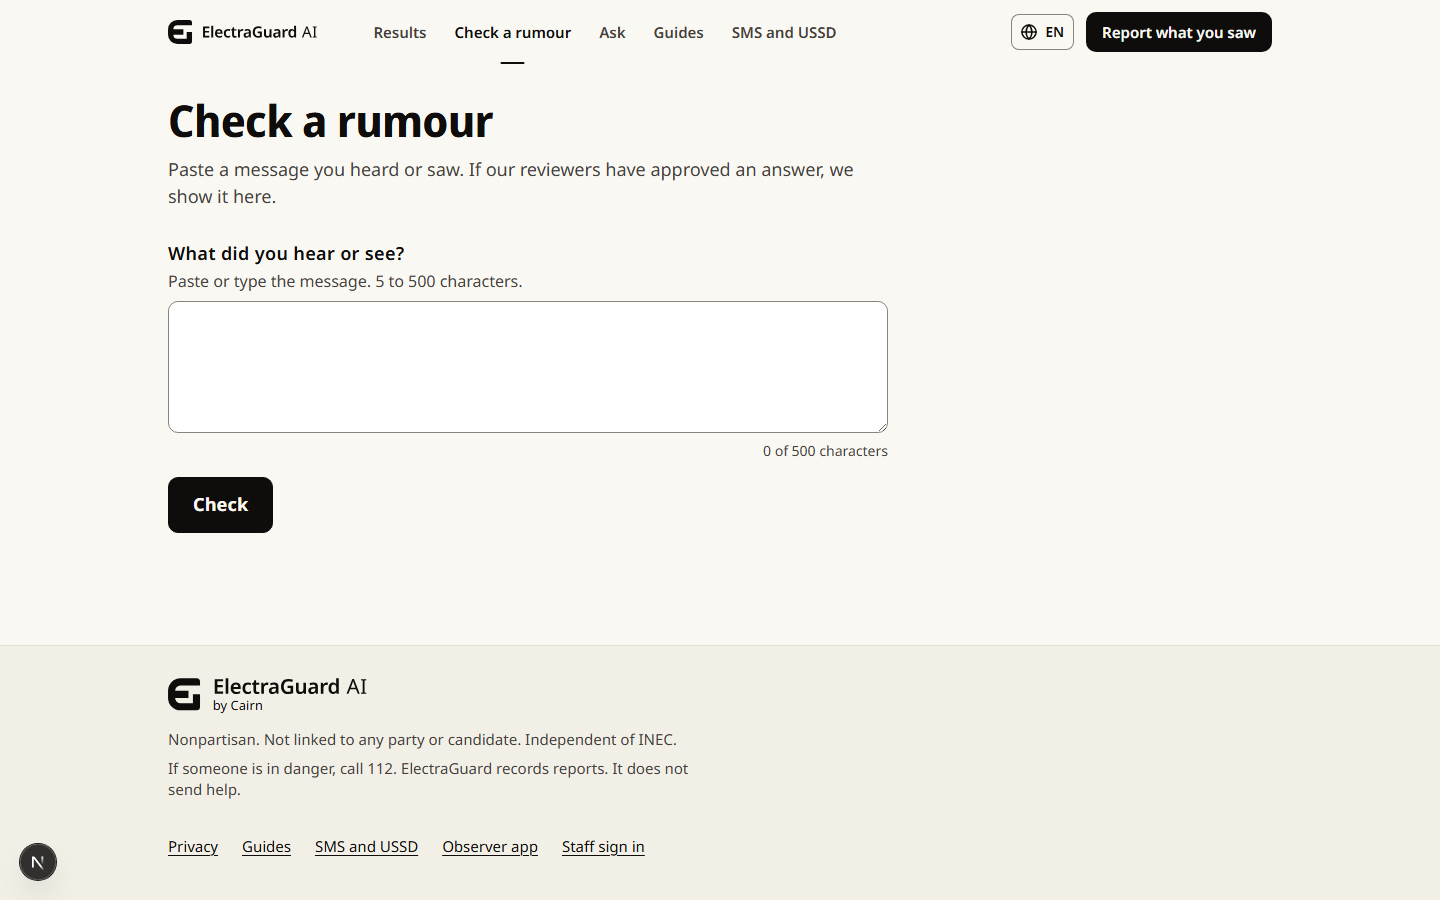 ElectraGuard AI
Results
Check a rumour
Ask
Guides
SMS and USSD
EN
Report what you saw
Check a rumour
Paste a message you heard or saw. If our reviewers have approved an answer, we
show it here.
What did you hear or see?
Paste or type the message. 5 to 500 characters.
0 of 500 characters
Check
ElectraGuard AI
by Cairn
Nonpartisan. Not linked to any party or candidate. Independent of INEC.
If someone is in danger, call 112. ElectraGuard records reports. It does not
send help.
Privacy
Guides
SMS and USSD
Observer app
Staff sign in
N